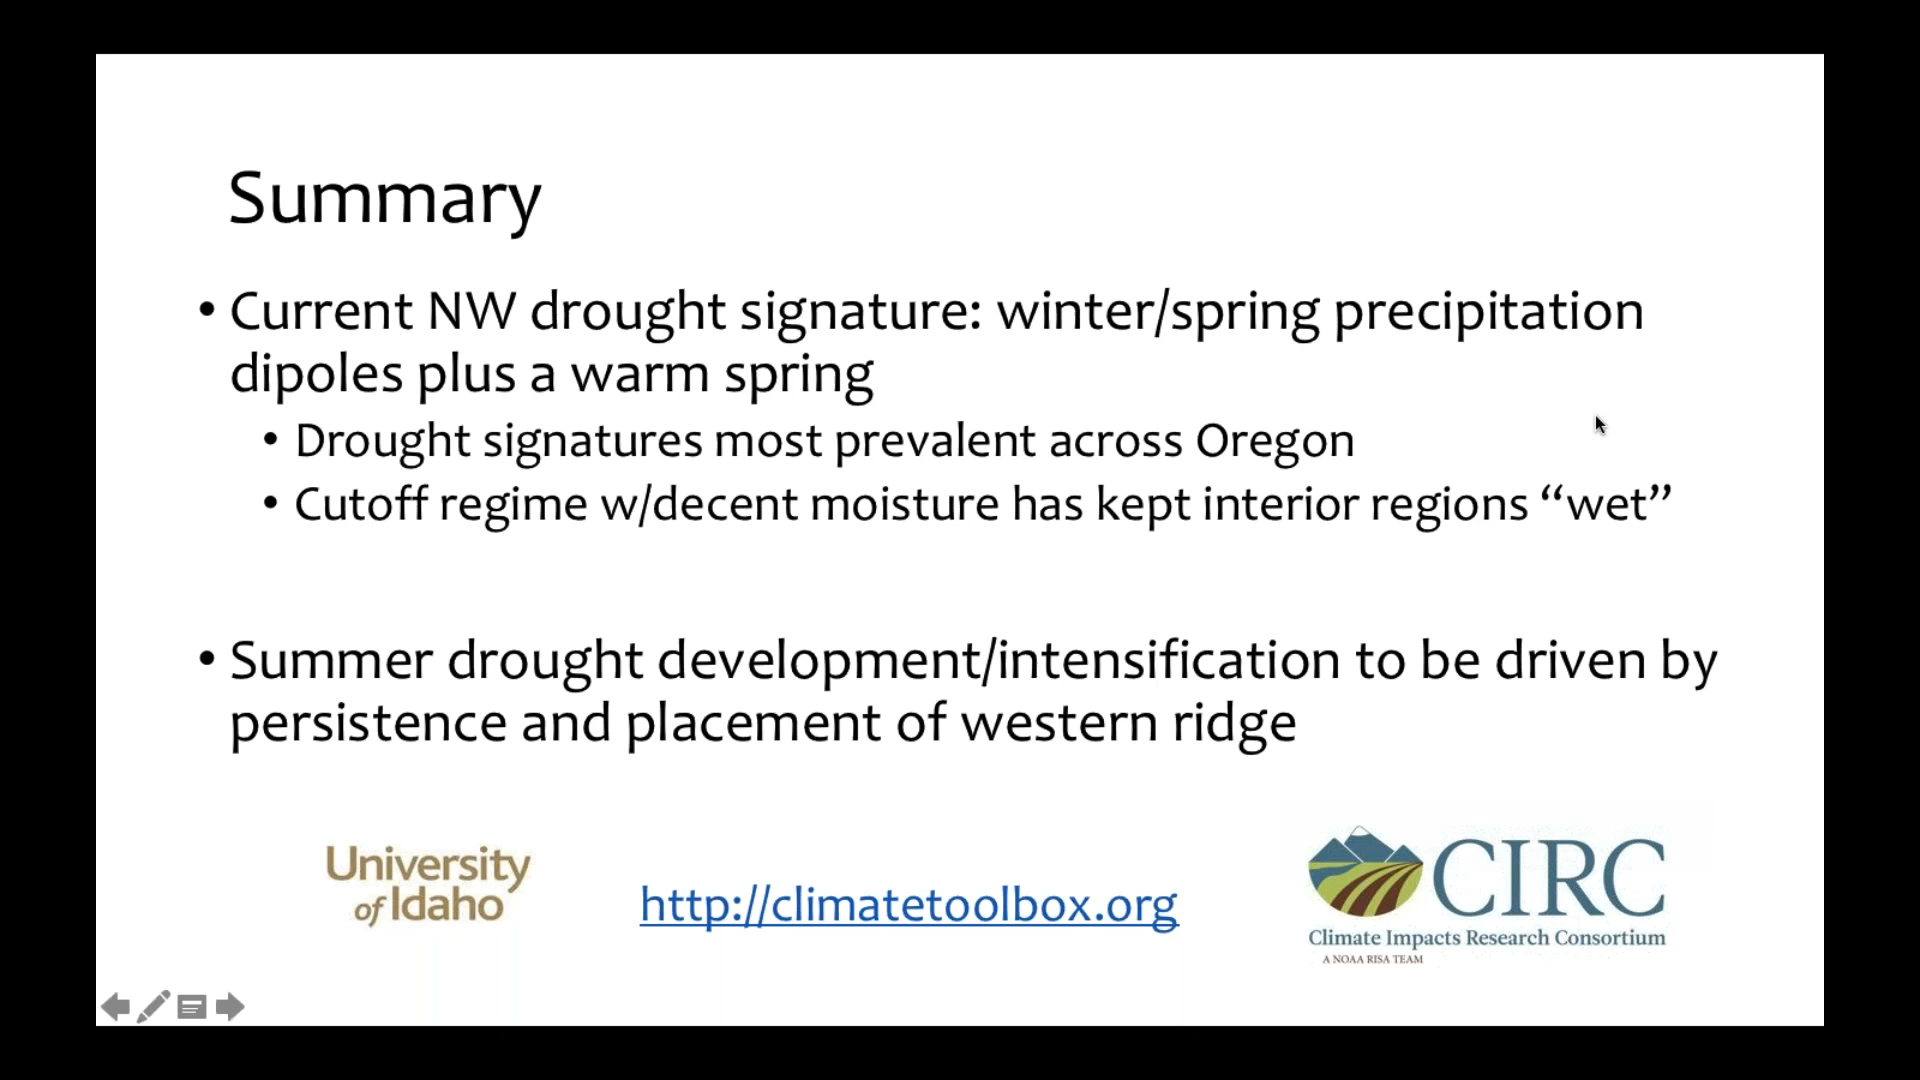 Summary
• Current NW drought signature: winter/spring precipitation
dipoles plus a warm spring
• Drought signatures most prevalent across Oregon
• Cutoff regime w/decent moisture has kept interior regions “wet”
• Summer drought development/intensification to be driven by
persistence and placement of western ridge
University
of Idaho
http://climatetoolbox.org
CIRC
Climate Impacts Research Consortium
A NOAA RISA TEAM